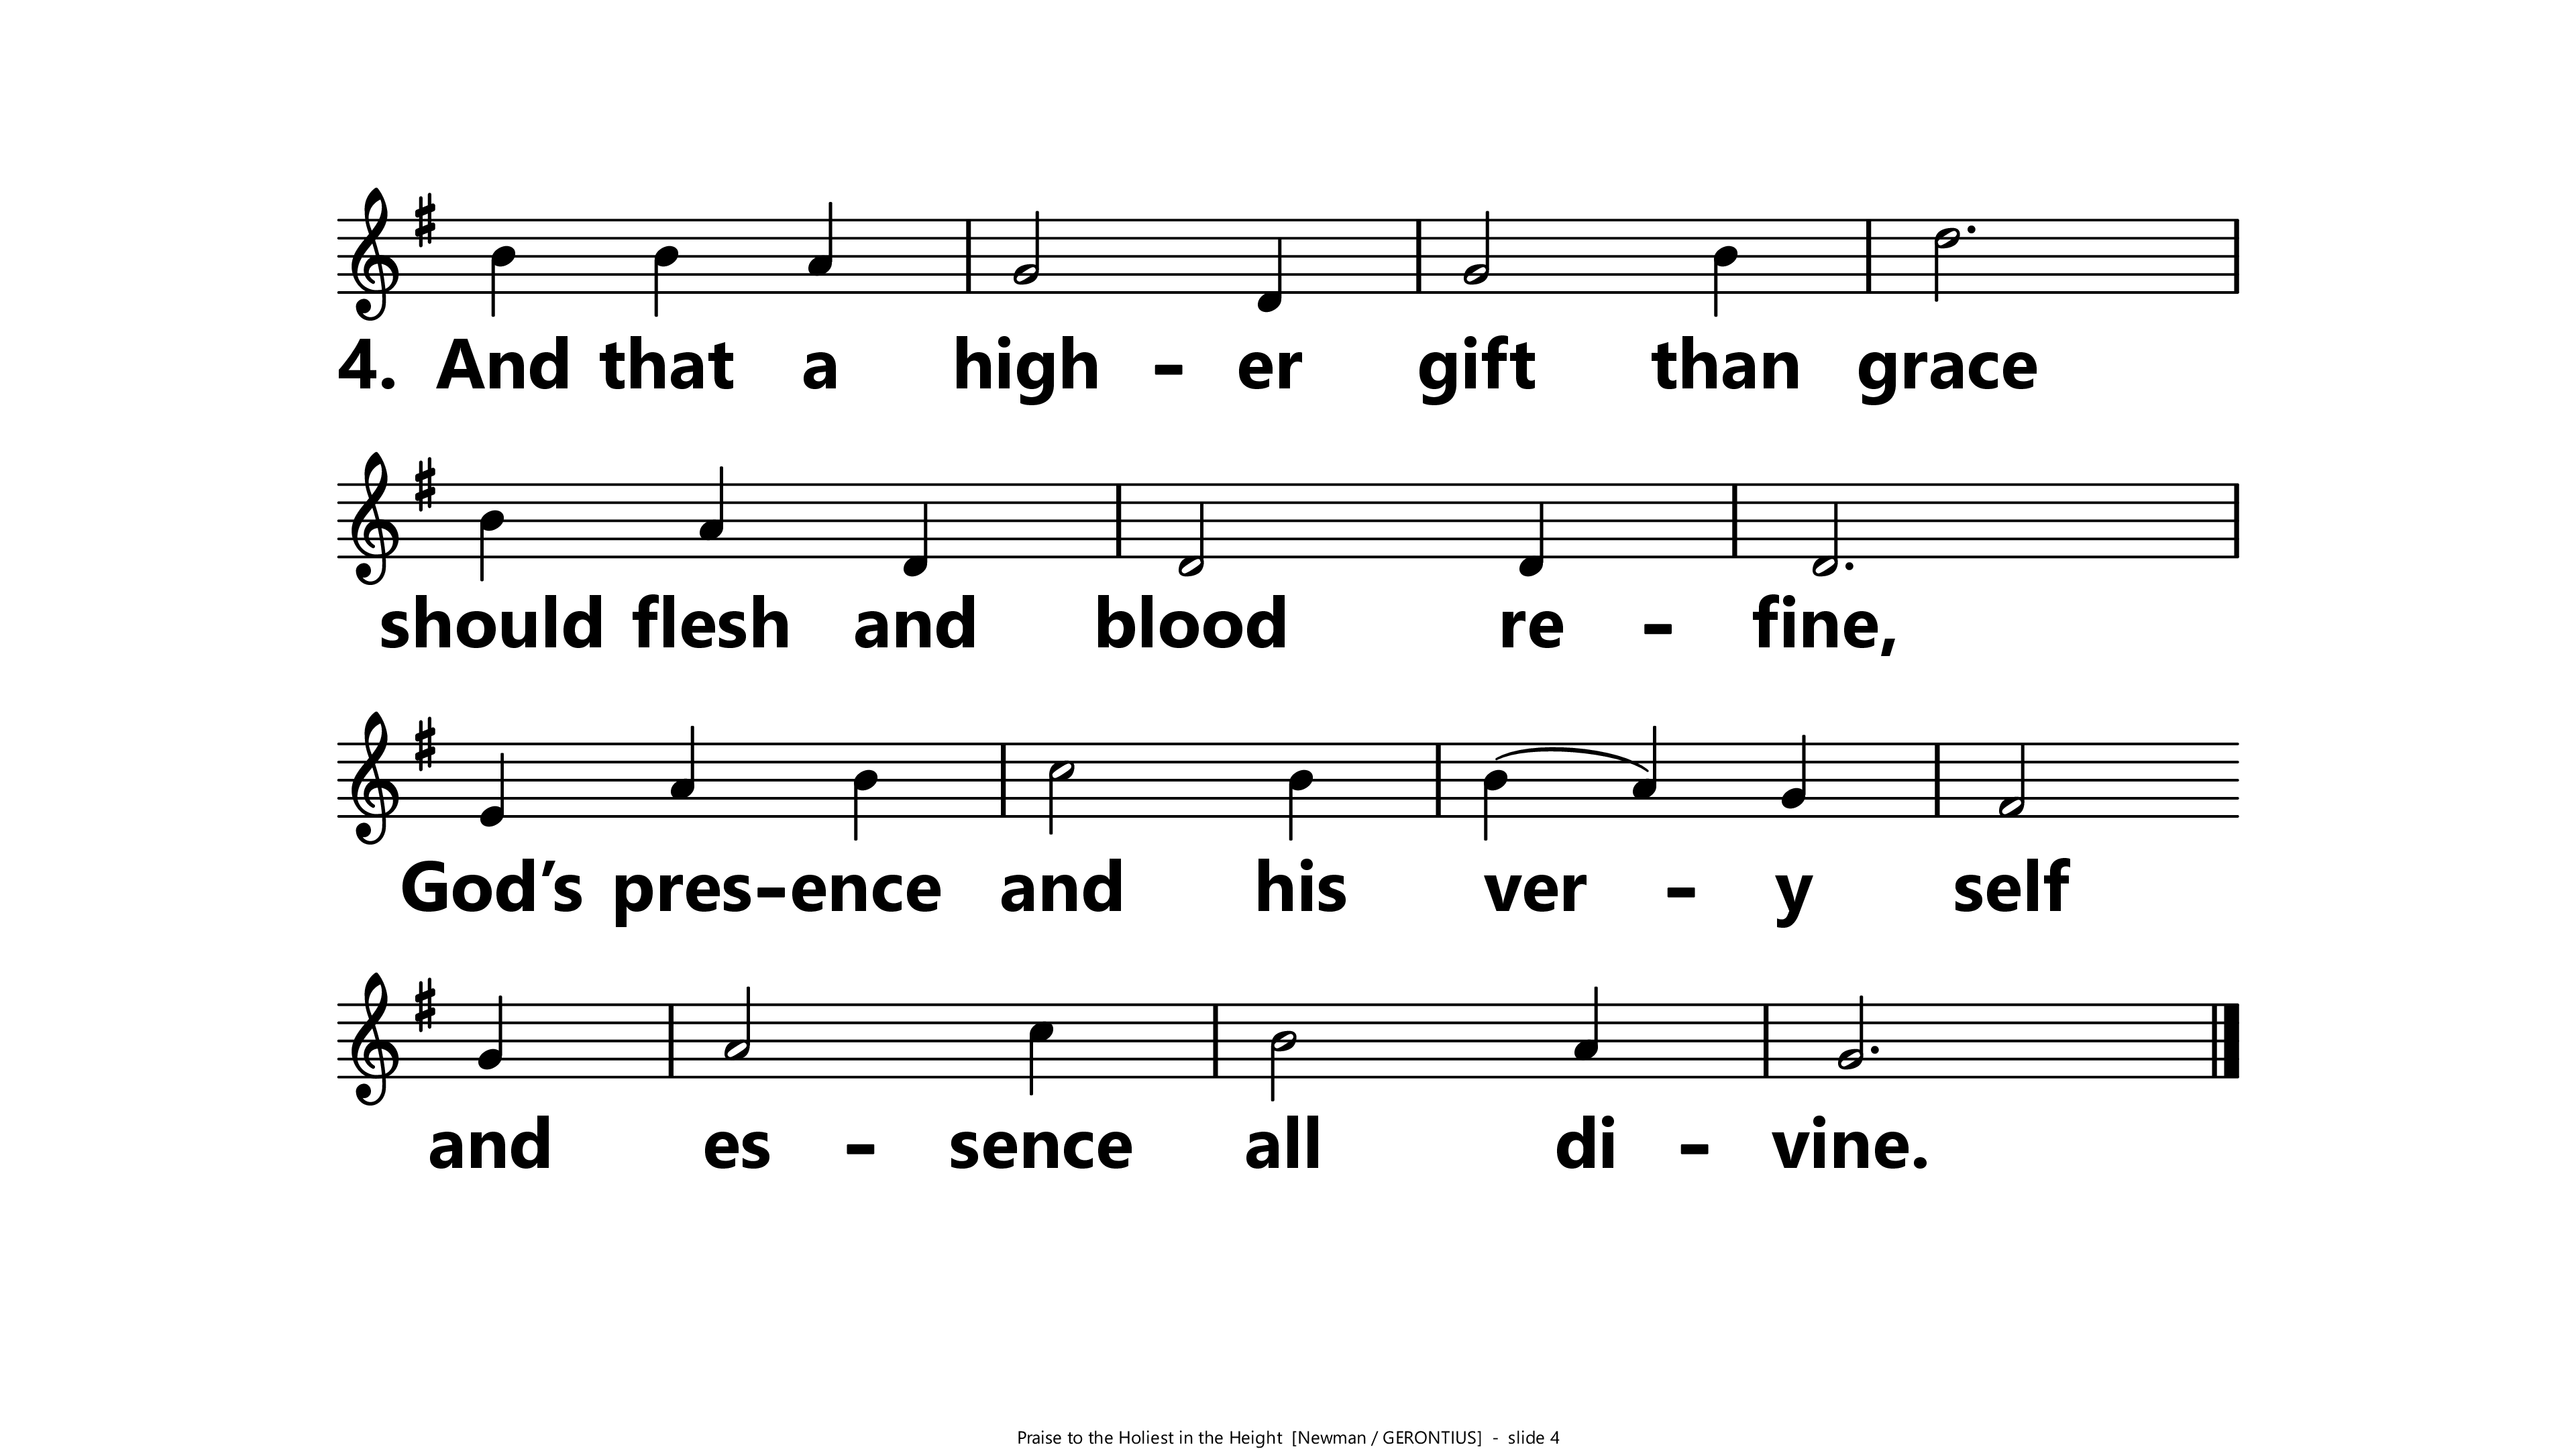 4. And that a high - er gift than grace
should flesh and blood re - fine,
God’s pres-ence and his ver - y self
and es - sence all di - vine.
Praise to the Holiest in the Height [Newman / GERONTIUS] - slide 4